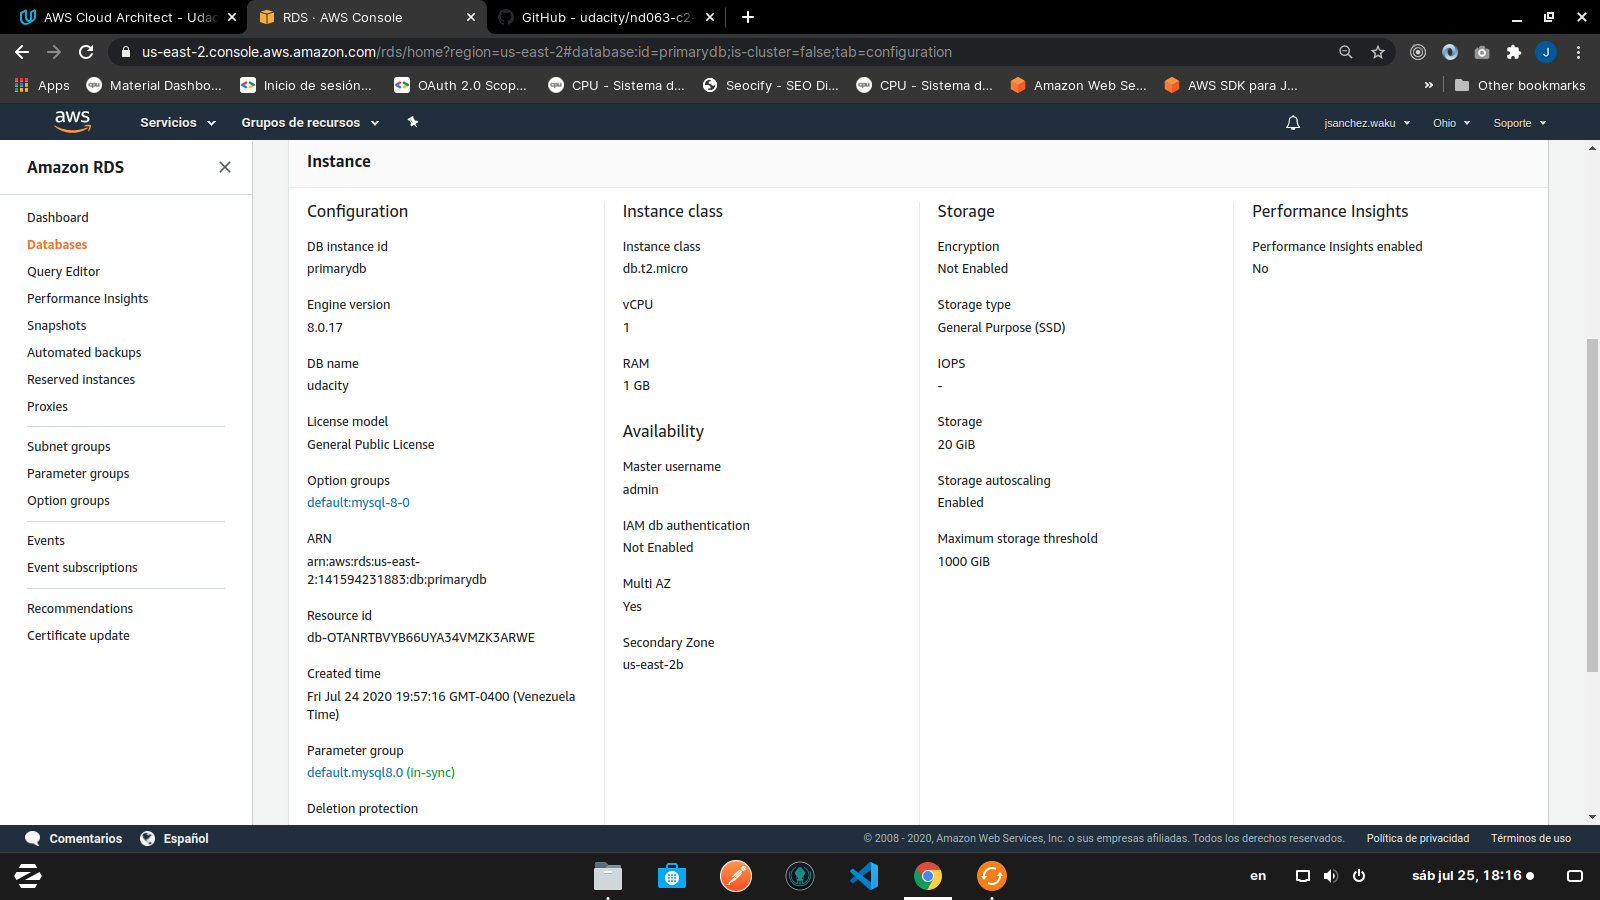 AWS Cloud Architect - Udac
RDS · AWS Console
GitHub - udacity/nd063-c2-
us-east-2.console.aws.amazon.com/rds/home?region=us-east-2#database:id=primarydb;is-cluster=false;tab=configuration
J
Apps
Material Dashbo...
Inicio de sesión...
OAuth 2.0 Scop...
CPU - Sistema d...
Seocify - SEO Di...
CPU - Sistema d...
Amazon Web Se...
AWS SDK para J...
»
Other bookmarks
aws
Servicios
Grupos de recursos
jsanchez.waku
Ohio
Soporte
Amazon RDS
Dashboard
Databases
Query Editor
Performance Insights
Snapshots
Automated backups
Reserved instances
Proxies
Subnet groups
Parameter groups
Option groups
Events
Event subscriptions
Recommendations
Certificate update
Instance
Configuration
DB instance id
primarydb
Engine version
8.0.17
DB name
udacity
License model
General Public License
Option groups
default:mysql-8-0
ARN
arn:aws:rds:us-east-
2:141594231883:db:primarydb
Resource id
db-OTANRTBVYB66UYA34VMZK3ARWE
Created time
Fri Jul 24 2020 19:57:16 GMT-0400 (Venezuela
Time)
Parameter group
default.mysql8.0 (in-sync)
Deletion protection
Instance class
Instance class
db.t2.micro
vCPU
1
RAM
1 GB
Availability
Master username
admin
IAM db authentication
Not Enabled
Multi AZ
Yes
Secondary Zone
us-east-2b
Storage
Encryption
Not Enabled
Storage type
General Purpose (SSD)
IOPS
-
Storage
20 GiB
Storage autoscaling
Enabled
Maximum storage threshold
1000 GiB
Performance Insights
Performance Insights enabled
No
Comentarios
Español
© 2008 - 2020, Amazon Web Services, Inc. o sus empresas afiliadas. Todos los derechos reservados.
Política de privacidad
Términos de uso
en
sáb jul 25, 18:16